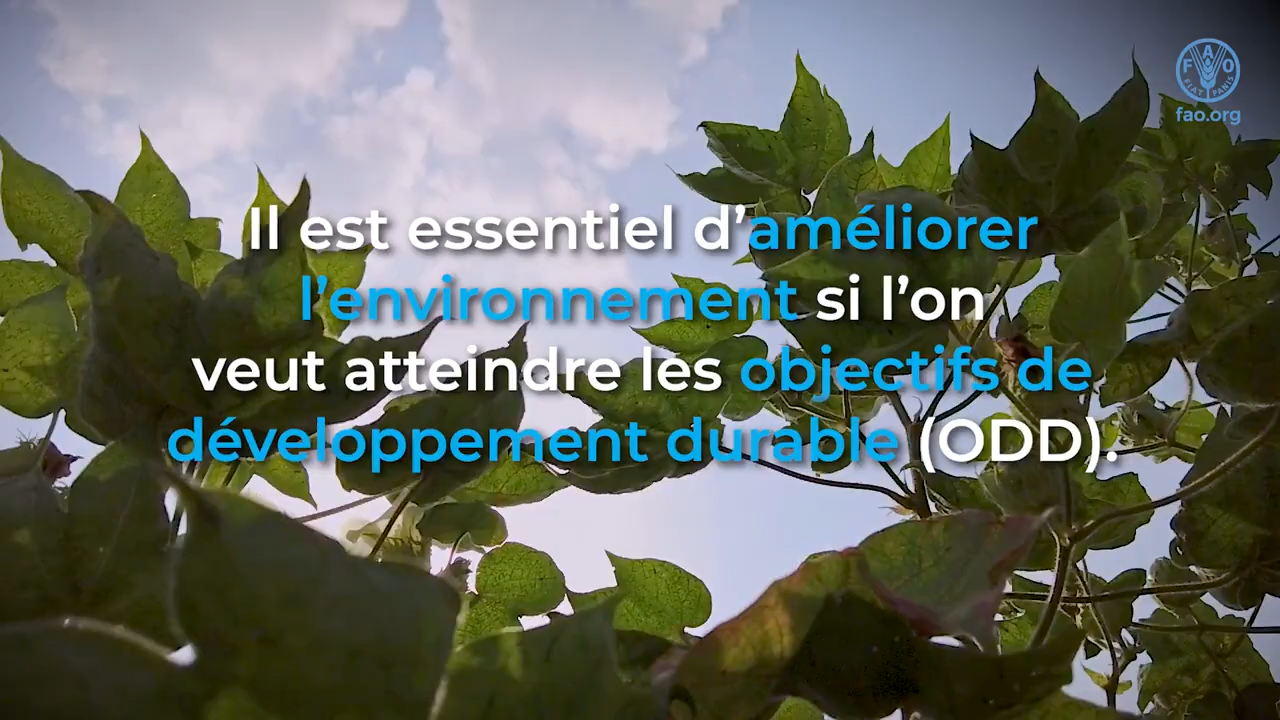 FAO
FIAT PANIS
fao.org
Il est essentiel d’améliorer
l’environnement si l’on
veut atteindre les objectifs de
développement durable (ODD).